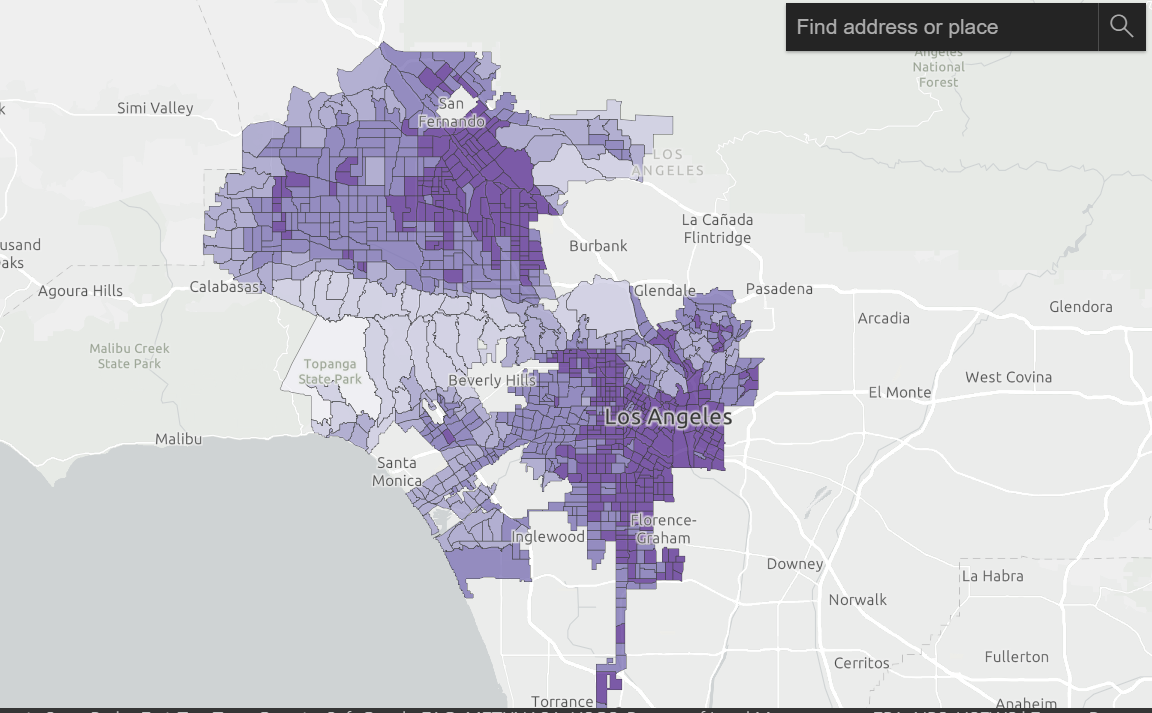 Find address or place
Angeles
National
Forest
Simi Valley
San
Fernando
LOS
ANGELES
La Cañada
Flintridge
Burbank
usand
aks
Agoura Hills
Calabasas
Glendale
Pasadena
Glendora
Arcadia
Malibu Creek
State Park
Topanga
State Park
Beverly Hills
West Covina
El Monte
Los Angeles
Malibu
Santa
Monica
Florence-
Graham
Inglewood
Downey
La Habra
Norwalk
Fullerton
Cerritos
Torrance
Anaheim